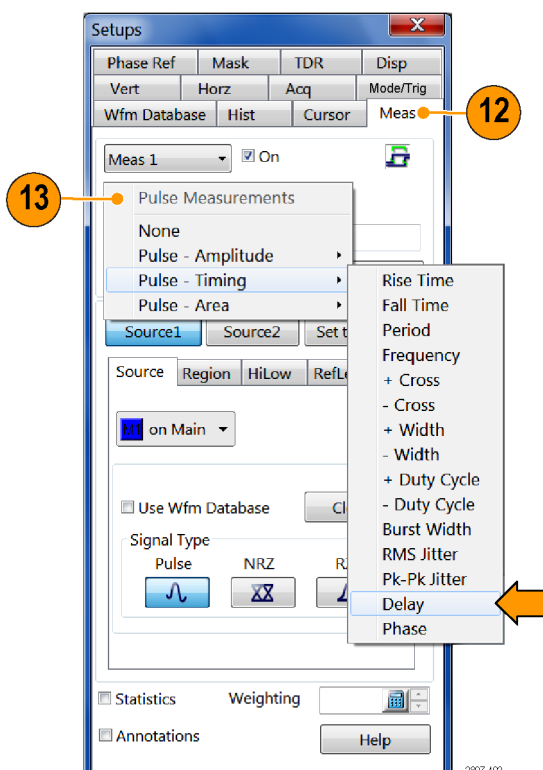 Setups
X
Phase Ref Mask TDR Disp
Vert Horz Acq Mode/Trig
Wfm Database Hist Cursor Meas
12
Meas 1 On
13
Pulse Measurements
None
Pulse - Amplitude
Pulse - Timing
Pulse - Area
Rise Time
Fall Time
Period
Frequency
+ Cross
- Cross
+ Width
- Width
+ Duty Cycle
- Duty Cycle
Burst Width
RMS Jitter
Pk-Pk Jitter
Delay
Phase
Source1 Source2 Set t
Source Region HiLow RefL
M1 on Main
Use Wfm Database Cl
Signal Type
Pulse NRZ R
Statistics Weighting
Annotations Help